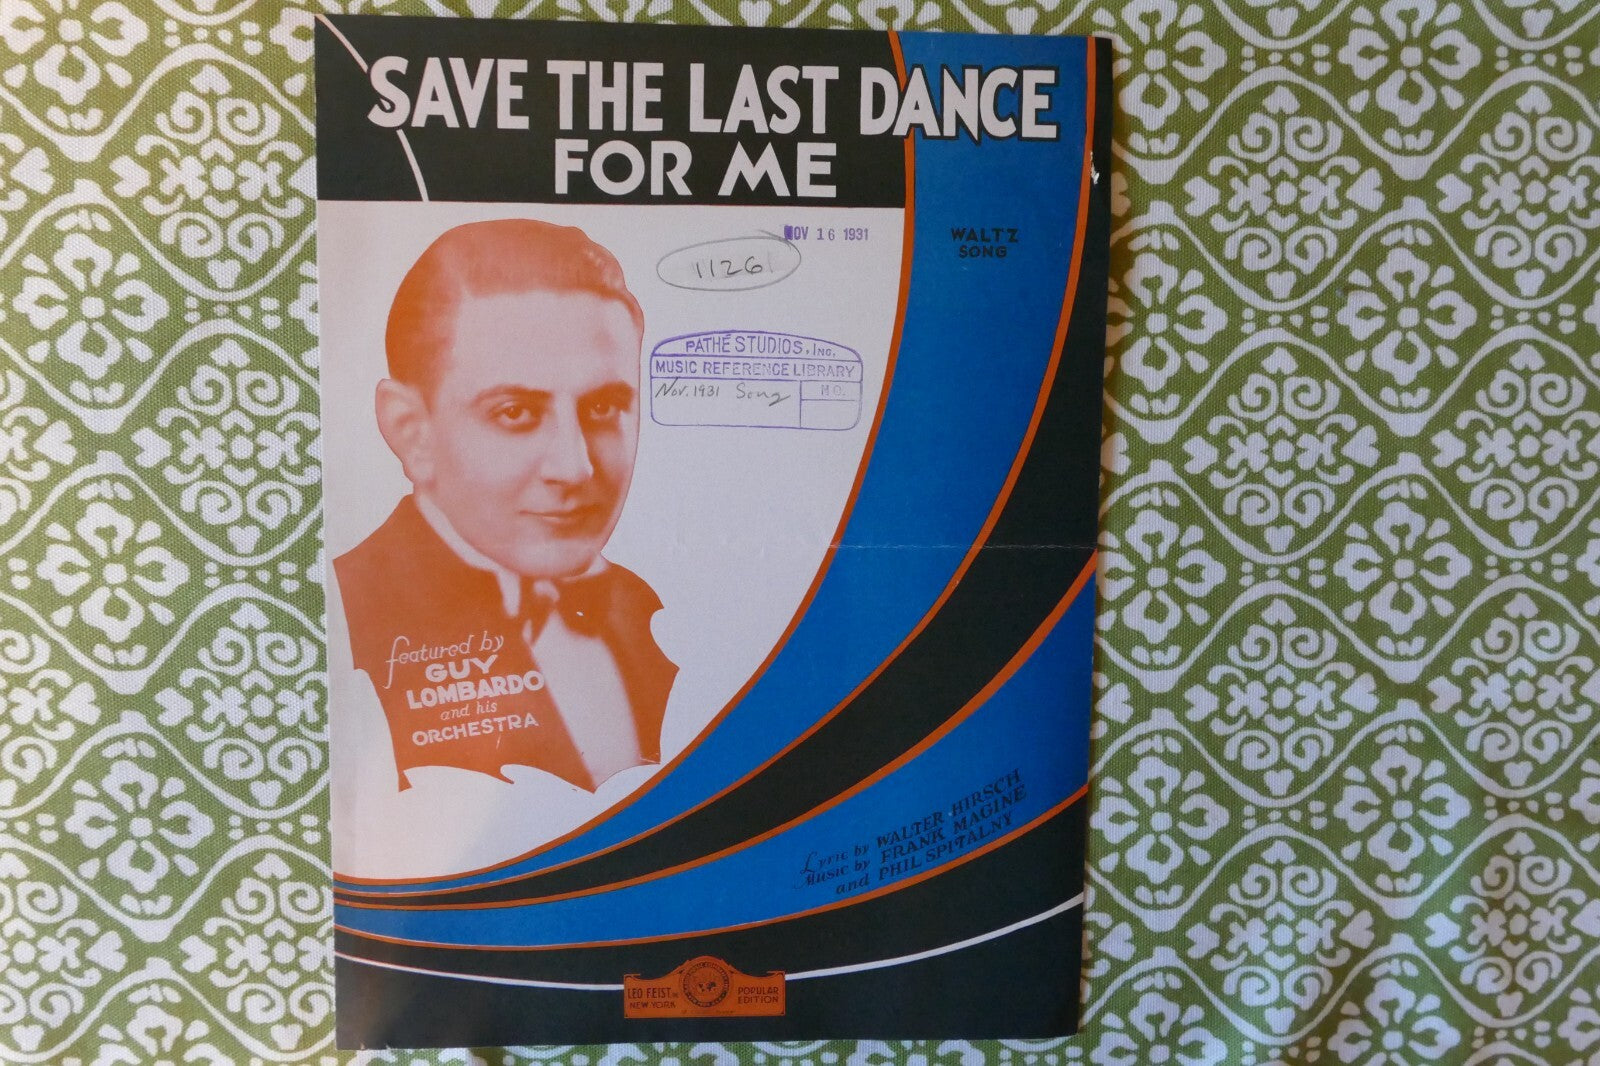 SAVE THE LAST DANCE
FOR ME
WALTZ
SONG
NOV 16 1931
11261
PATHÉ STUDIOS, INC.
MUSIC REFERENCE LIBRARY
Nov. 1931 Song
NO.
featured by
GUY
LOMBARDO
and his
ORCHESTRA
Lyric by WALTER HIRSCH
Music by FRANK MAGINE
and PHIL SPITALNY
LEO FEIST INC
NEW YORK
POPULAR
EDITION